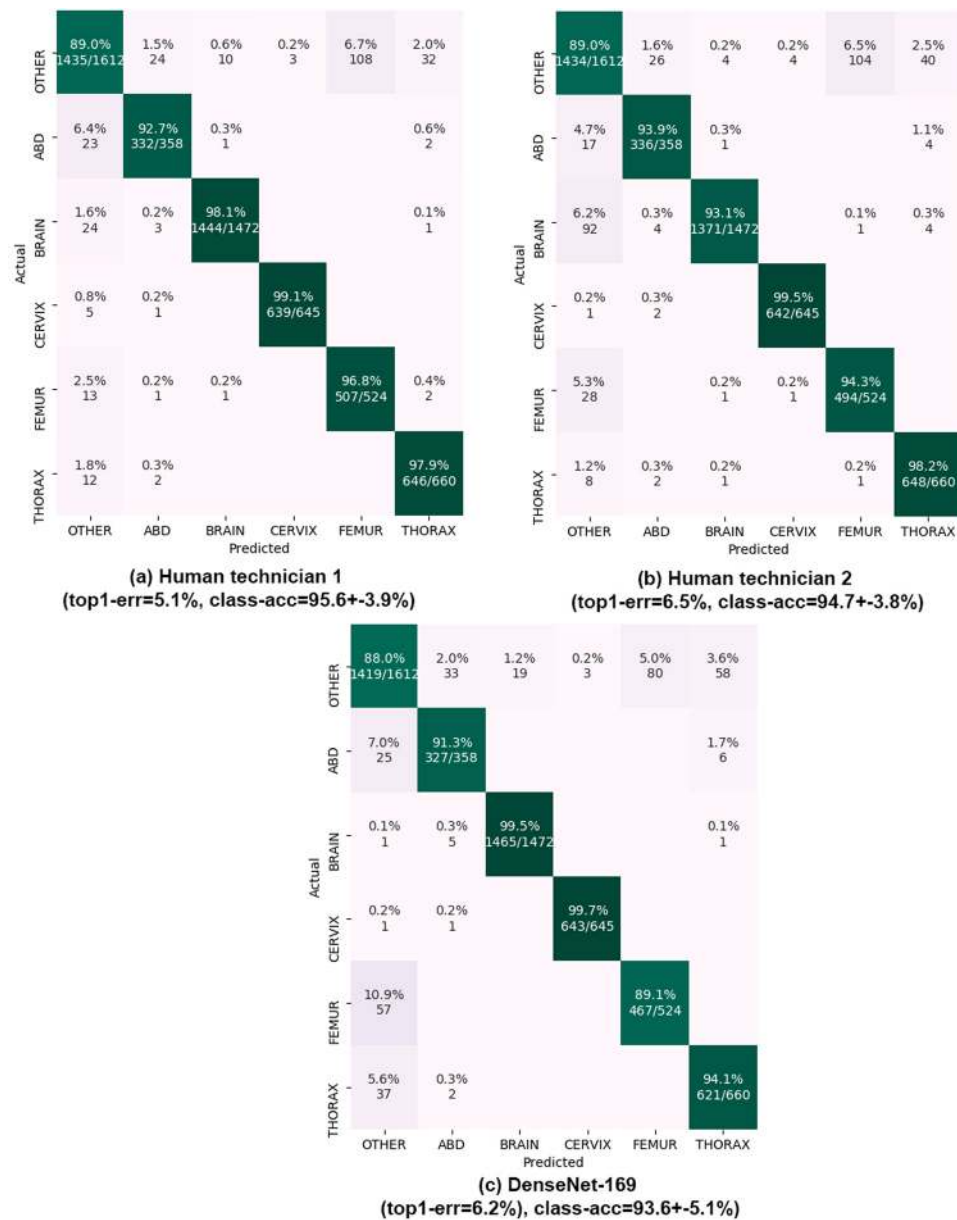 OTHER 89.0% 1.5% 0.6% 0.2% 6.7% 2.0%
1435/1612 24 10 3 108 32
ABD 6.4% 92.7% 0.3% 0.6%
23 332/358 1 2
BRAIN 1.6% 0.2% 98.1% 0.1%
24 3 1444/1472 1
Actual
CERVIX 0.8% 0.2% 99.1%
5 1 639/645
FEMUR 2.5% 0.2% 0.2% 96.8% 0.4%
13 1 1 507/524 2
THORAX 1.8% 0.3% 97.9%
12 2 646/660
OTHER ABD BRAIN CERVIX FEMUR THORAX
Predicted
(a) Human technician 1
(top1-err=5.1%, class-acc=95.6+-3.9%)
OTHER 89.0% 1.6% 0.2% 0.2% 6.5% 2.5%
1434/1612 26 4 4 104 40
ABD 4.7% 93.9% 0.3% 1.1%
17 336/358 1 4
BRAIN 6.2% 0.3% 93.1% 0.1% 0.3%
92 4 1371/1472 1 4
Actual
CERVIX 0.2% 0.3% 99.5%
1 2 642/645
FEMUR 5.3% 0.2% 0.2% 94.3%
28 1 1 494/524
THORAX 1.2% 0.3% 0.2% 0.2% 98.2%
8 2 1 1 648/660
OTHER ABD BRAIN CERVIX FEMUR THORAX
Predicted
(b) Human technician 2
(top1-err=6.5%, class-acc=94.7+-3.8%)
OTHER 88.0% 2.0% 1.2% 0.2% 5.0% 3.6%
1419/1612 33 19 3 80 58
ABD 7.0% 91.3% 1.7%
25 327/358 6
BRAIN 0.1% 0.3% 99.5% 0.1%
1 5 1465/1472 1
Actual
CERVIX 0.2% 0.2% 99.7%
1 1 643/645
FEMUR 10.9% 89.1%
57 467/524
THORAX 5.6% 0.3% 94.1%
37 2 621/660
OTHER ABD BRAIN CERVIX FEMUR THORAX
Predicted
(c) DenseNet-169
(top1-err=6.2%), class-acc=93.6+-5.1%)